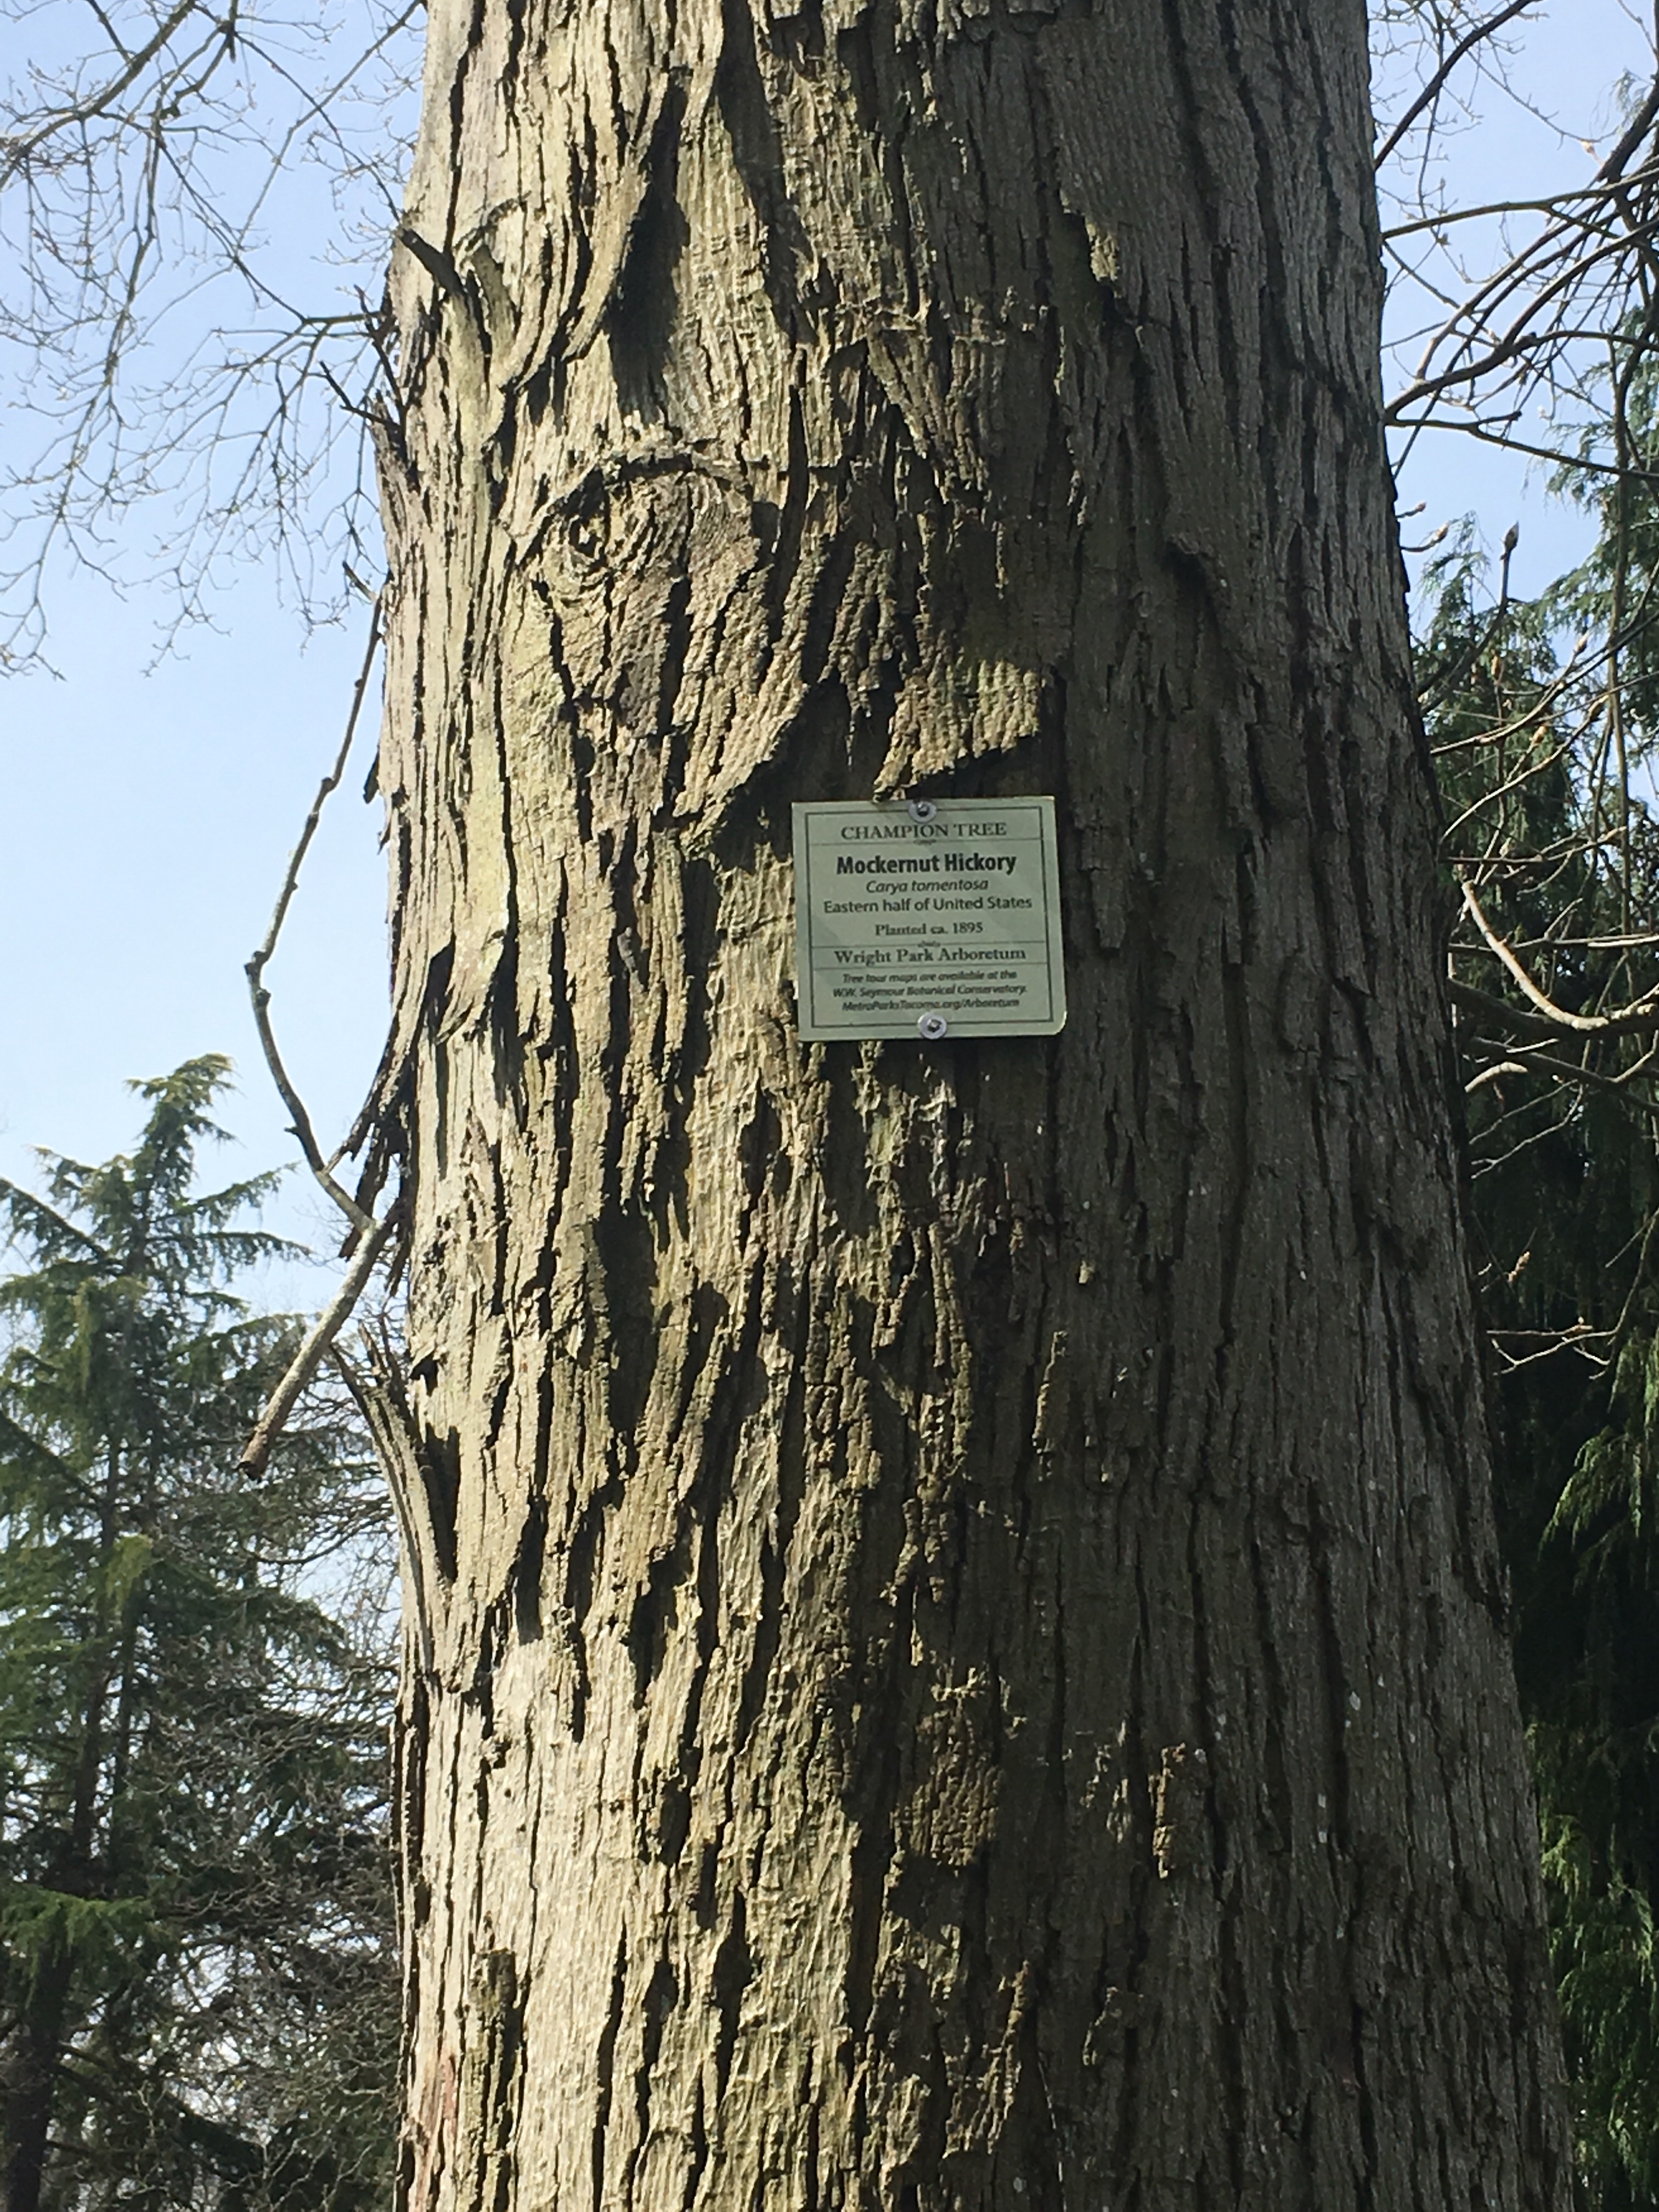 CHAMPION TREE
Mockernut Hickory
Carya tomentosa
Eastern half of United States
Planted ca. 1895
Wright Park Arboretum
Tree tour maps are available at the
W.W. Seymour Botanical Conservatory.
MetroParksTacoma.org/Arboretum